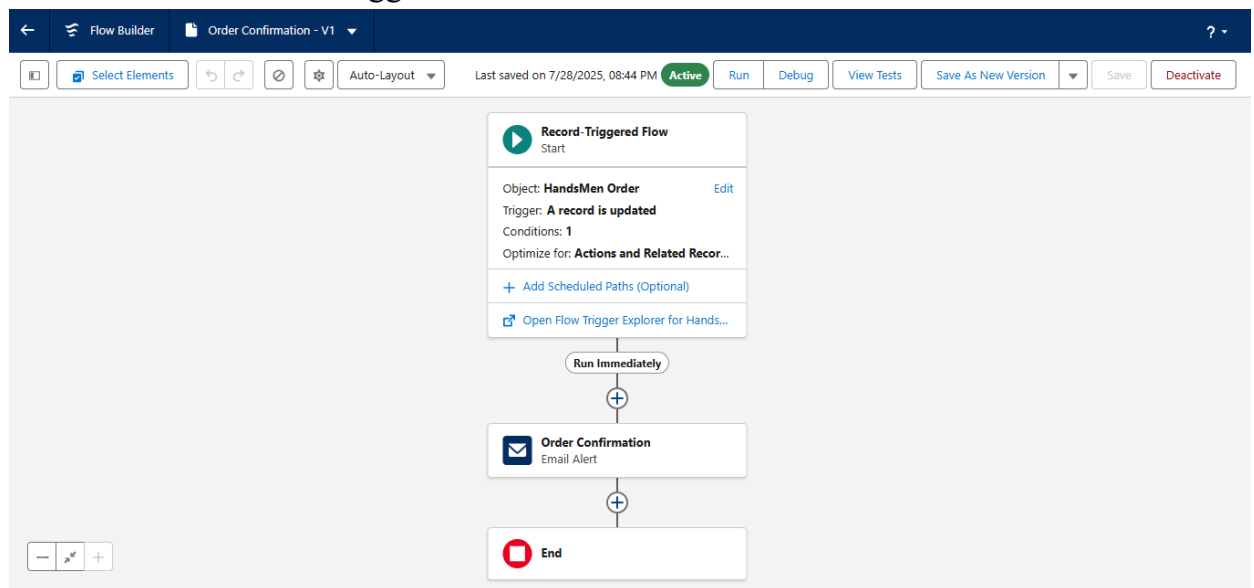 Flow Builder
Order Confirmation - V1
?
Select Elements
Auto-Layout
Last saved on 7/28/2025, 08:44 PM Active
Run
Debug
View Tests
Save As New Version
Save
Deactivate
Record-Triggered Flow
Start
Object: HandsMen Order Edit
Trigger: A record is updated
Conditions: 1
Optimize for: Actions and Related Recor...
+ Add Scheduled Paths (Optional)
Open Flow Trigger Explorer for Hands...
Run Immediately
Order Confirmation
Email Alert
End